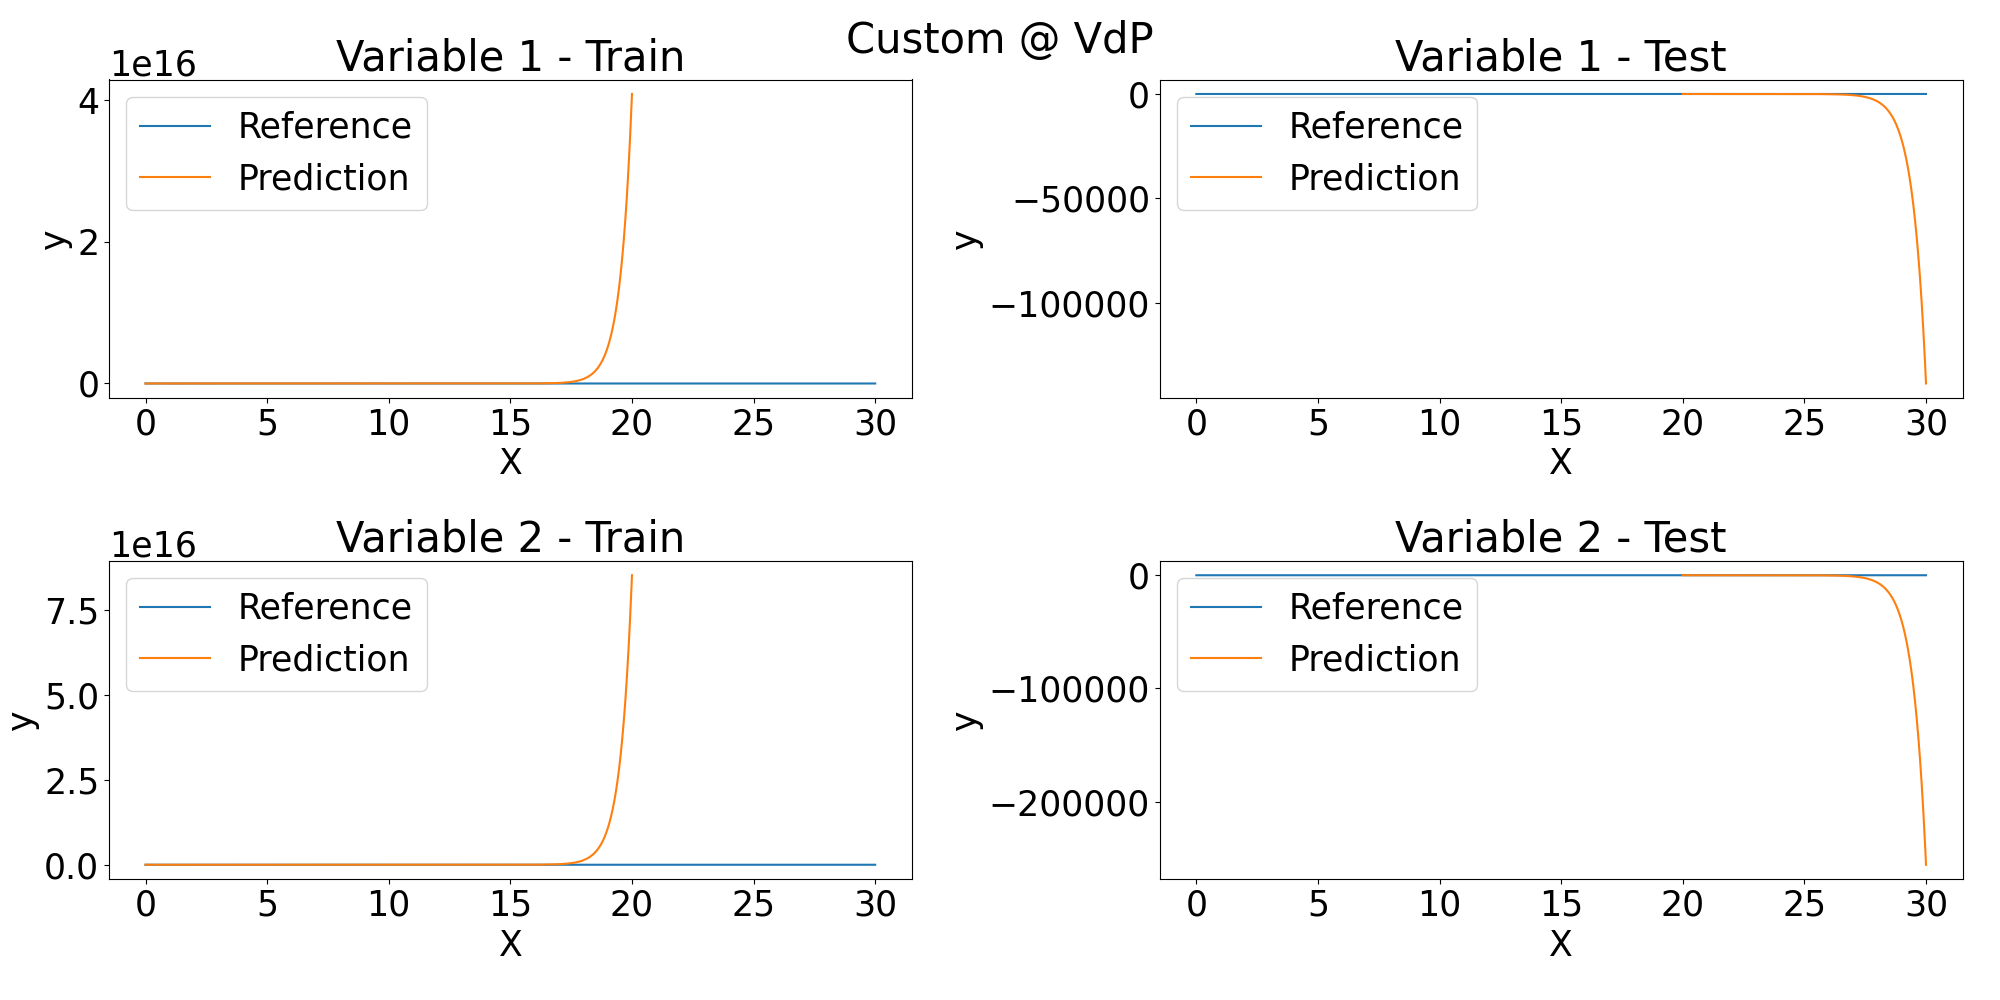 Custom @ VdP
Variable 1 - Train
1e16
4
2
0
y
Reference
Prediction
0 5 10 15 20 25 30
X
Variable 1 - Test
0
−50000
−100000
y
Reference
Prediction
0 5 10 15 20 25 30
X
Variable 2 - Train
1e16
7.5
5.0
2.5
0.0
y
Reference
Prediction
0 5 10 15 20 25 30
X
Variable 2 - Test
0
−100000
−200000
y
Reference
Prediction
0 5 10 15 20 25 30
X